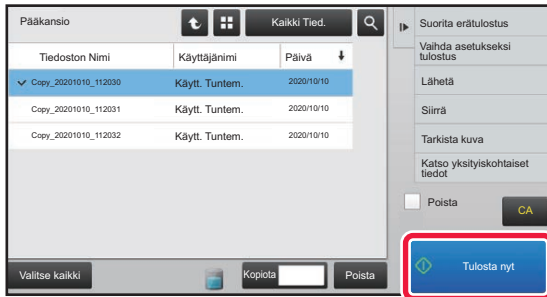 Pääkansio
Kaikki Tied.
Tiedoston Nimi Käyttäjänimi Päivä
Copy_20201010_112030 Käytt. Tuntem. 2020/10/10
Copy_20201010_112031 Käytt. Tuntem. 2020/10/10
Copy_20201010_112032 Käytt. Tuntem. 2020/10/10
Valitse kaikki
Kopiota
Poista
Suorita erätulostus
Vaihda asetukseksi
tulostus
Lähetä
Siirrä
Tarkista kuva
Katso yksityiskohtaiset
tiedot
Poista
CA
Tulosta nyt